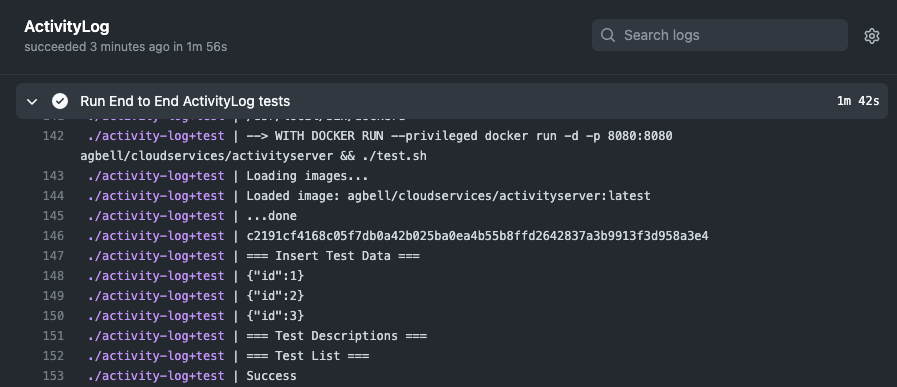 ActivityLog
succeeded 3 minutes ago in 1m 56s
Search logs
Run End to End ActivityLog tests 1m 42s
142 ./activity-log+test | --> WITH DOCKER RUN --privileged docker run -d -p 8080:8080
agbell/cloudservices/activityserver && ./test.sh
143 ./activity-log+test | Loading images...
144 ./activity-log+test | Loaded image: agbell/cloudservices/activityserver:latest
145 ./activity-log+test | ...done
146 ./activity-log+test | c2191cf4168c05f7db0a42b025ba0ea4b55b8ffd2642837a3b9913f3d958a3e4
147 ./activity-log+test | === Insert Test Data ===
148 ./activity-log+test | {"id":1}
149 ./activity-log+test | {"id":2}
150 ./activity-log+test | {"id":3}
151 ./activity-log+test | === Test Descriptions ===
152 ./activity-log+test | === Test List ===
153 ./activity-log+test | Success